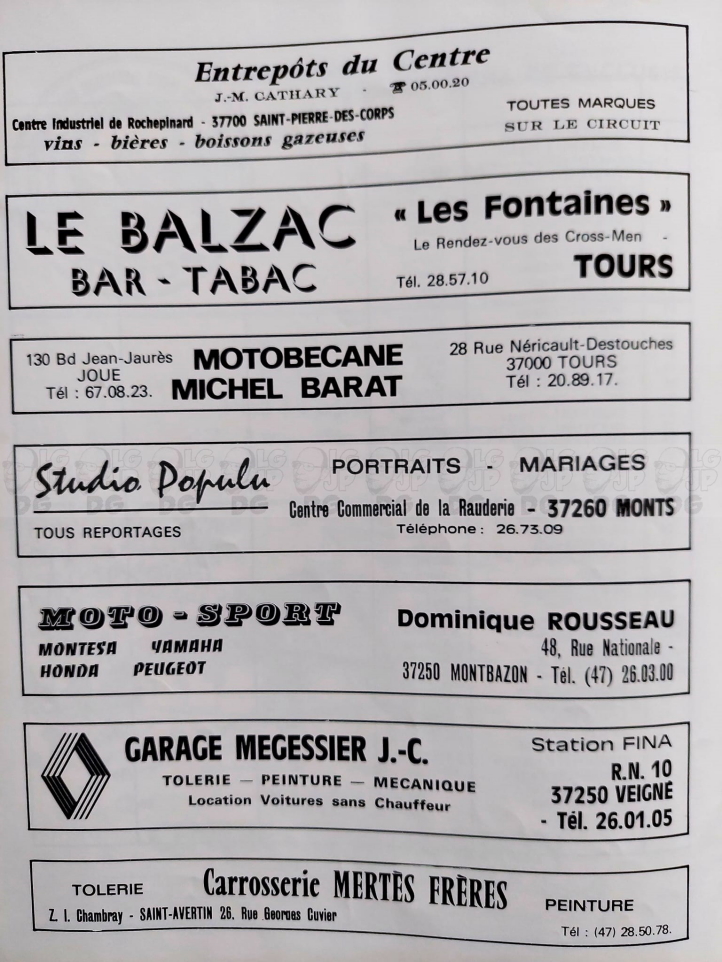 Entrepôts du Centre
J.-M. CATHARY - ☎ 05.00.20
Centre Industriel de Rochepinard - 37700 SAINT-PIERRE-DES-CORPS
vins - bières - boissons gazeuses
TOUTES MARQUES
SUR LE CIRCUIT
LE BALZAC
BAR - TABAC
« Les Fontaines »
Le Rendez-vous des Cross-Men -
Tél. 28.57.10 TOURS
130 Bd Jean-Jaurès
JOUE
Tél : 67.08.23.
MOTOBECANE
MICHEL BARAT
28 Rue Néricault-Destouches
37000 TOURS
Tél : 20.89.17.
Studio Populu
TOUS REPORTAGES
PORTRAITS - MARIAGES
Centre Commercial de la Rauderie - 37260 MONTS
Téléphone : 26.73.09
MOTO - SPORT
MONTESA YAMAHA
HONDA PEUGEOT
Dominique ROUSSEAU
48, Rue Nationale -
37250 MONTBAZON - Tél. (47) 26.03.00
GARAGE MEGESSIER J.-C.
TOLERIE — PEINTURE — MECANIQUE
Location Voitures sans Chauffeur
Station FINA
R.N. 10
37250 VEIGNÉ
- Tél. 26.01.05
TOLERIE Carrosserie MERTÈS FRÈRES PEINTURE
Z. I. Chambray - SAINT-AVERTIN 26, Rue Georges Cuvier
Tél : (47) 28.50.78.